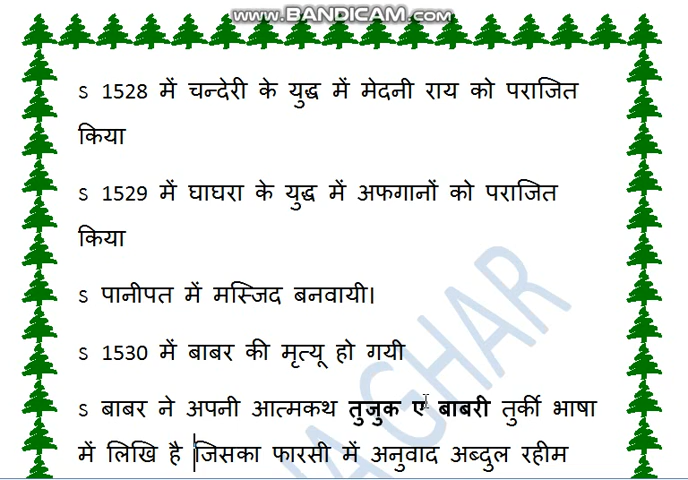 www.BANDICAM.com
s 1528 में चन्देरी के युद्ध में मेदनी राय को पराजित
किया
s 1529 में घाघरा के युद्ध में अफगानों को पराजित
किया
s पानीपत में मस्जिद बनवायी।
s 1530 में बाबर की मृत्यू हो गयी
s बाबर ने अपनी आत्मकथ तुजुक ए बाबरी तुर्की भाषा
में लिखि है जिसका फारसी में अनुवाद अब्दुल रहीम
GHAR